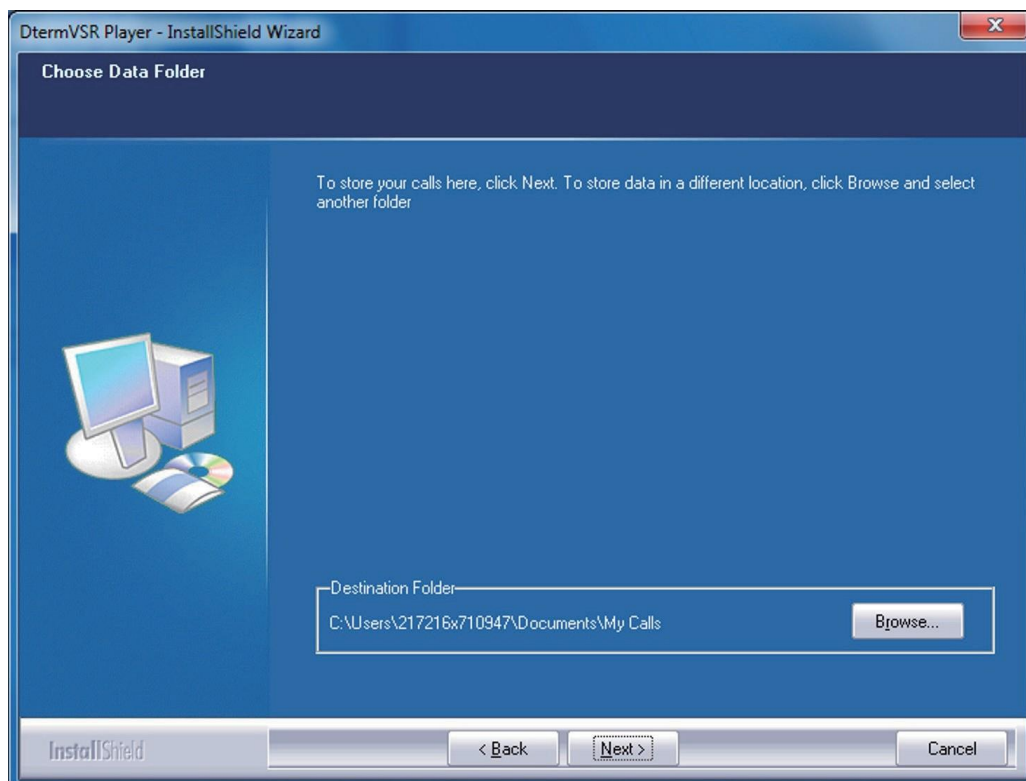 DtermVSR Player - InstallShield Wizard
Choose Data Folder
To store your calls here, click Next. To store data in a different location, click Browse and select
another folder
Destination Folder
C:\Users\217216x710947\Documents\My Calls
Browse...
InstallShield
< Back
Next >
Cancel